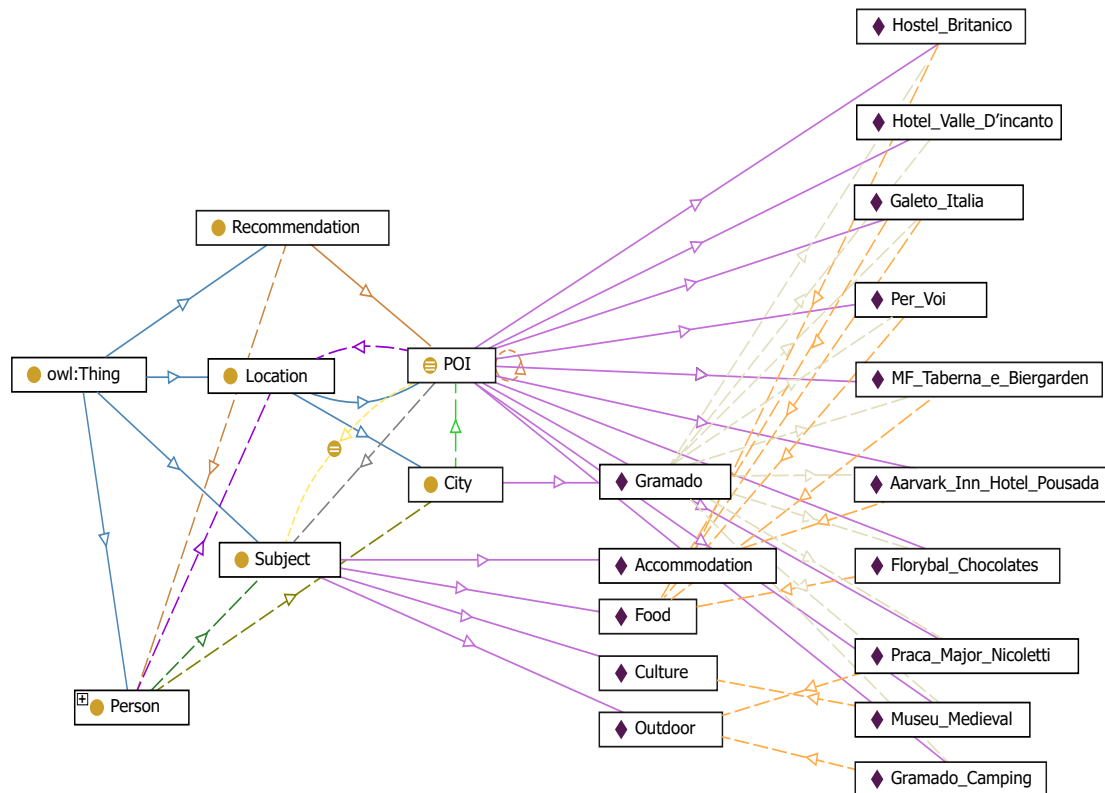 Hostel_Britanico
Hotel_Valle_D’incanto
Galeto_Italia
Recommendation
Per_Voi
owl:Thing
Location
POI
MF_Taberna_e_Biergarden
City
Gramado
Aarvark_Inn_Hotel_Pousada
Subject
Accommodation
Florybal_Chocolates
Food
Culture
Praca_Major_Nicoletti
Person
Outdoor
Museu_Medieval
Gramado_Camping